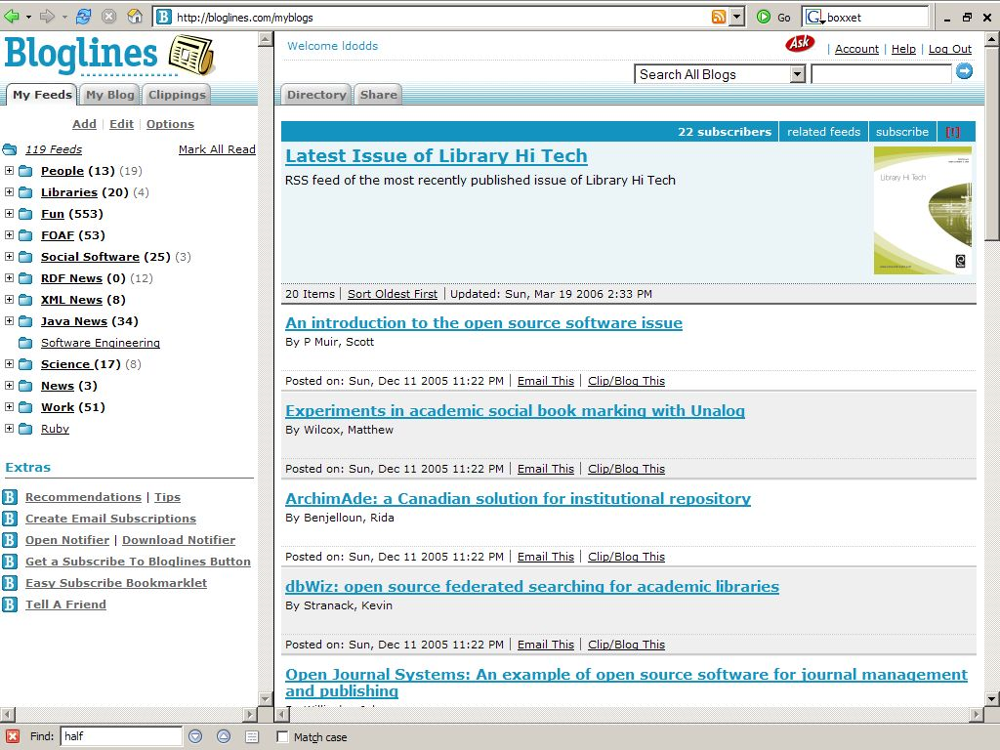 http://bloglines.com/myblogs
Go
boxxet
Bloglines
Welcome ldodds
Ask
| Account | Help | Log Out
Search All Blogs
My Feeds
My Blog
Clippings
Directory
Share
Add | Edit | Options
119 Feeds
Mark All Read
People (13) (19)
Libraries (20) (4)
Fun (553)
FOAF (53)
Social Software (25) (3)
RDF News (0) (12)
XML News (8)
Java News (34)
Software Engineering
Science (17) (8)
News (3)
Work (51)
Ruby
Extras
Recommendations | Tips
Create Email Subscriptions
Open Notifier | Download Notifier
Get a Subscribe To Bloglines Button
Easy Subscribe Bookmarklet
Tell A Friend
22 subscribers | related feeds | subscribe | [!]
Latest Issue of Library Hi Tech
RSS feed of the most recently published issue of Library Hi Tech
Library Hi Tech
20 Items | Sort Oldest First | Updated: Sun, Mar 19 2006 2:33 PM
An introduction to the open source software issue
By P Muir, Scott
Posted on: Sun, Dec 11 2005 11:22 PM | Email This | Clip/Blog This
Experiments in academic social book marking with Unalog
By Wilcox, Matthew
Posted on: Sun, Dec 11 2005 11:22 PM | Email This | Clip/Blog This
ArchimAde: a Canadian solution for institutional repository
By Benjelloun, Rida
Posted on: Sun, Dec 11 2005 11:22 PM | Email This | Clip/Blog This
dbWiz: open source federated searching for academic libraries
By Stranack, Kevin
Posted on: Sun, Dec 11 2005 11:22 PM | Email This | Clip/Blog This
Open Journal Systems: An example of open source software for journal management
and publishing
Find: half
Match case